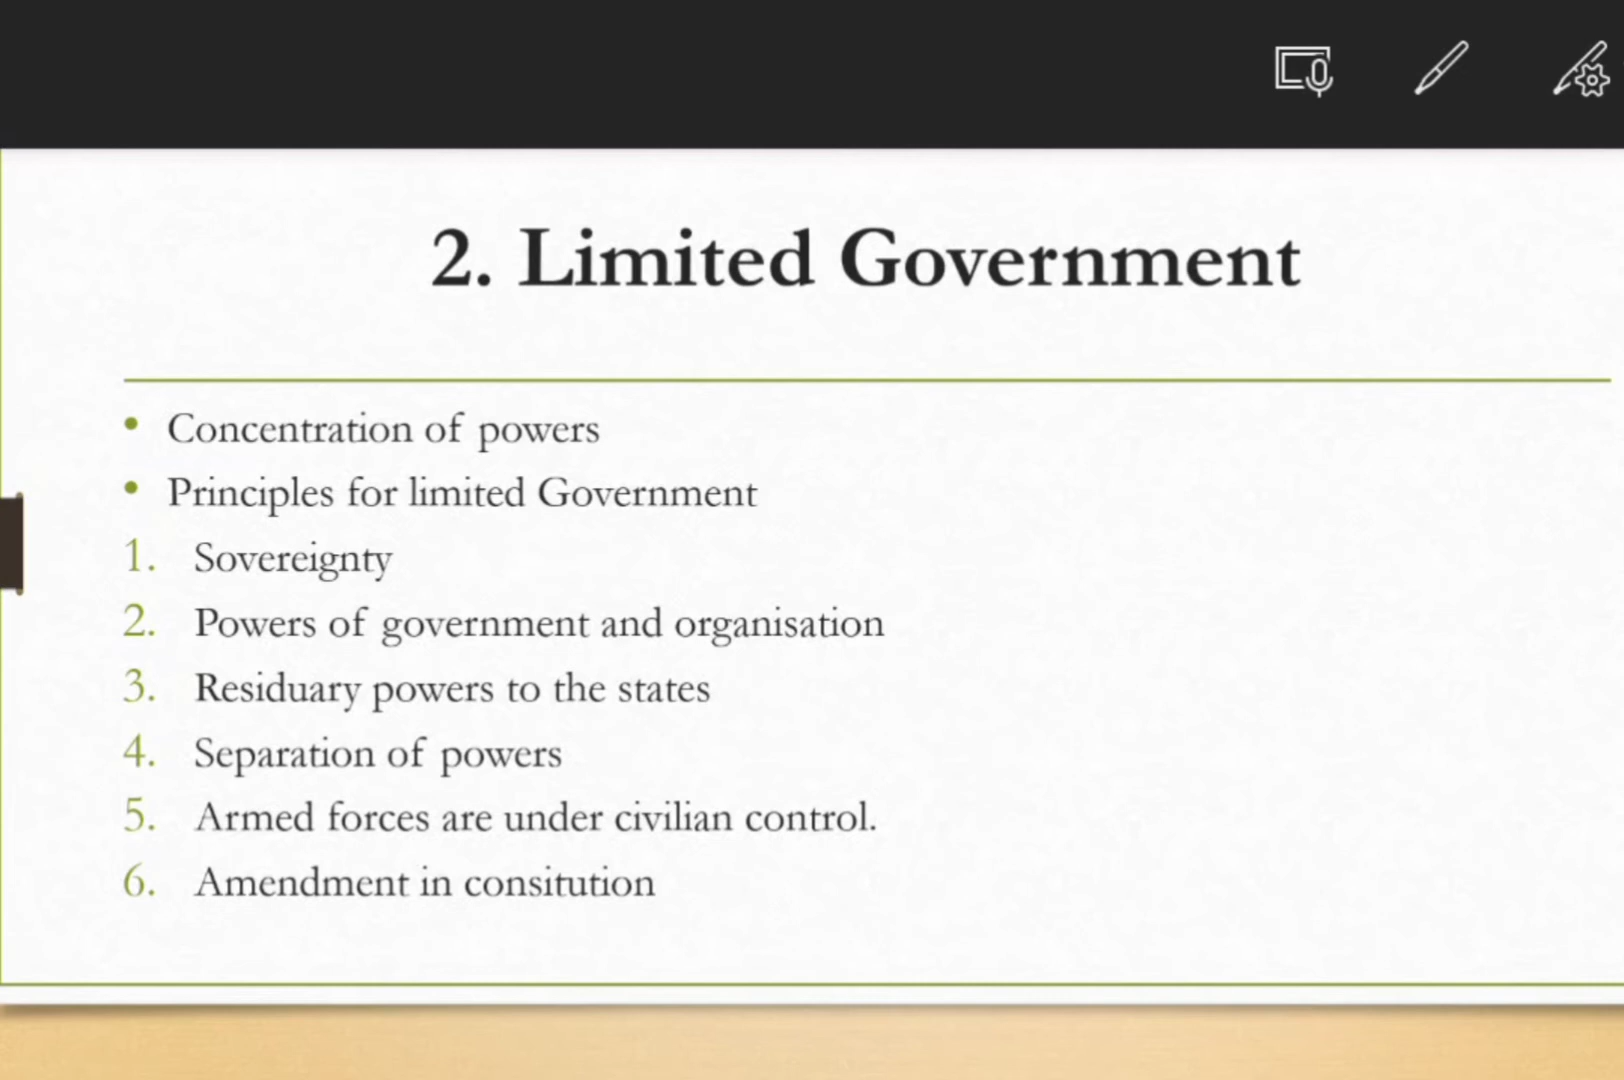 2. Limited Government
• Concentration of powers
• Principles for limited Government
1. Sovereignty
2. Powers of government and organisation
3. Residuary powers to the states
4. Separation of powers
5. Armed forces are under civilian control.
6. Amendment in consitution